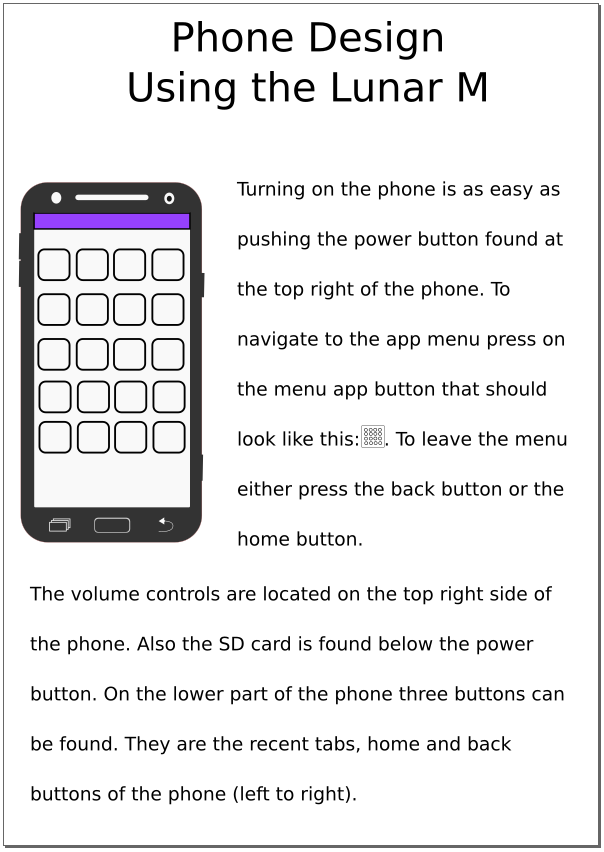 Phone Design
Using the Lunar M
Turning on the phone is as easy as
pushing the power button found at
the top right of the phone. To
navigate to the app menu press on
the menu app button that should
look like this: . To leave the menu
either press the back button or the
home button.
The volume controls are located on the top right side of
the phone. Also the SD card is found below the power
button. On the lower part of the phone three buttons can
be found. They are the recent tabs, home and back
buttons of the phone (left to right).